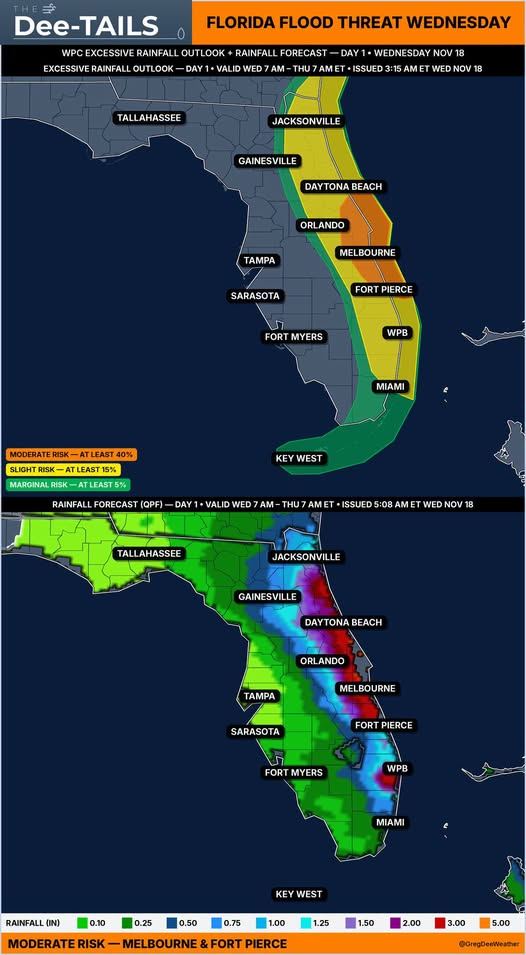 THE
Dee-TAILS
FLORIDA FLOOD THREAT WEDNESDAY
WPC EXCESSIVE RAINFALL OUTLOOK + RAINFALL FORECAST — DAY 1 • WEDNESDAY NOV 18
EXCESSIVE RAINFALL OUTLOOK — DAY 1 • VALID WED 7 AM – THU 7 AM ET • ISSUED 3:15 AM ET WED NOV 18
TALLAHASSEE
JACKSONVILLE
GAINESVILLE
DAYTONA BEACH
ORLANDO
MELBOURNE
TAMPA
FORT PIERCE
SARASOTA
WPB
FORT MYERS
MIAMI
KEY WEST
MODERATE RISK — AT LEAST 40%
SLIGHT RISK — AT LEAST 15%
MARGINAL RISK — AT LEAST 5%
RAINFALL FORECAST (QPF) — DAY 1 • VALID WED 7 AM – THU 7 AM ET • ISSUED 5:08 AM ET WED NOV 18
TALLAHASSEE
JACKSONVILLE
GAINESVILLE
DAYTONA BEACH
ORLANDO
MELBOURNE
TAMPA
FORT PIERCE
SARASOTA
WPB
FORT MYERS
MIAMI
KEY WEST
RAINFALL (IN) 0.10 0.25 0.50 0.75 1.00 1.25 1.50 2.00 3.00 5.00
MODERATE RISK — MELBOURNE & FORT PIERCE
@GregDeeWeather